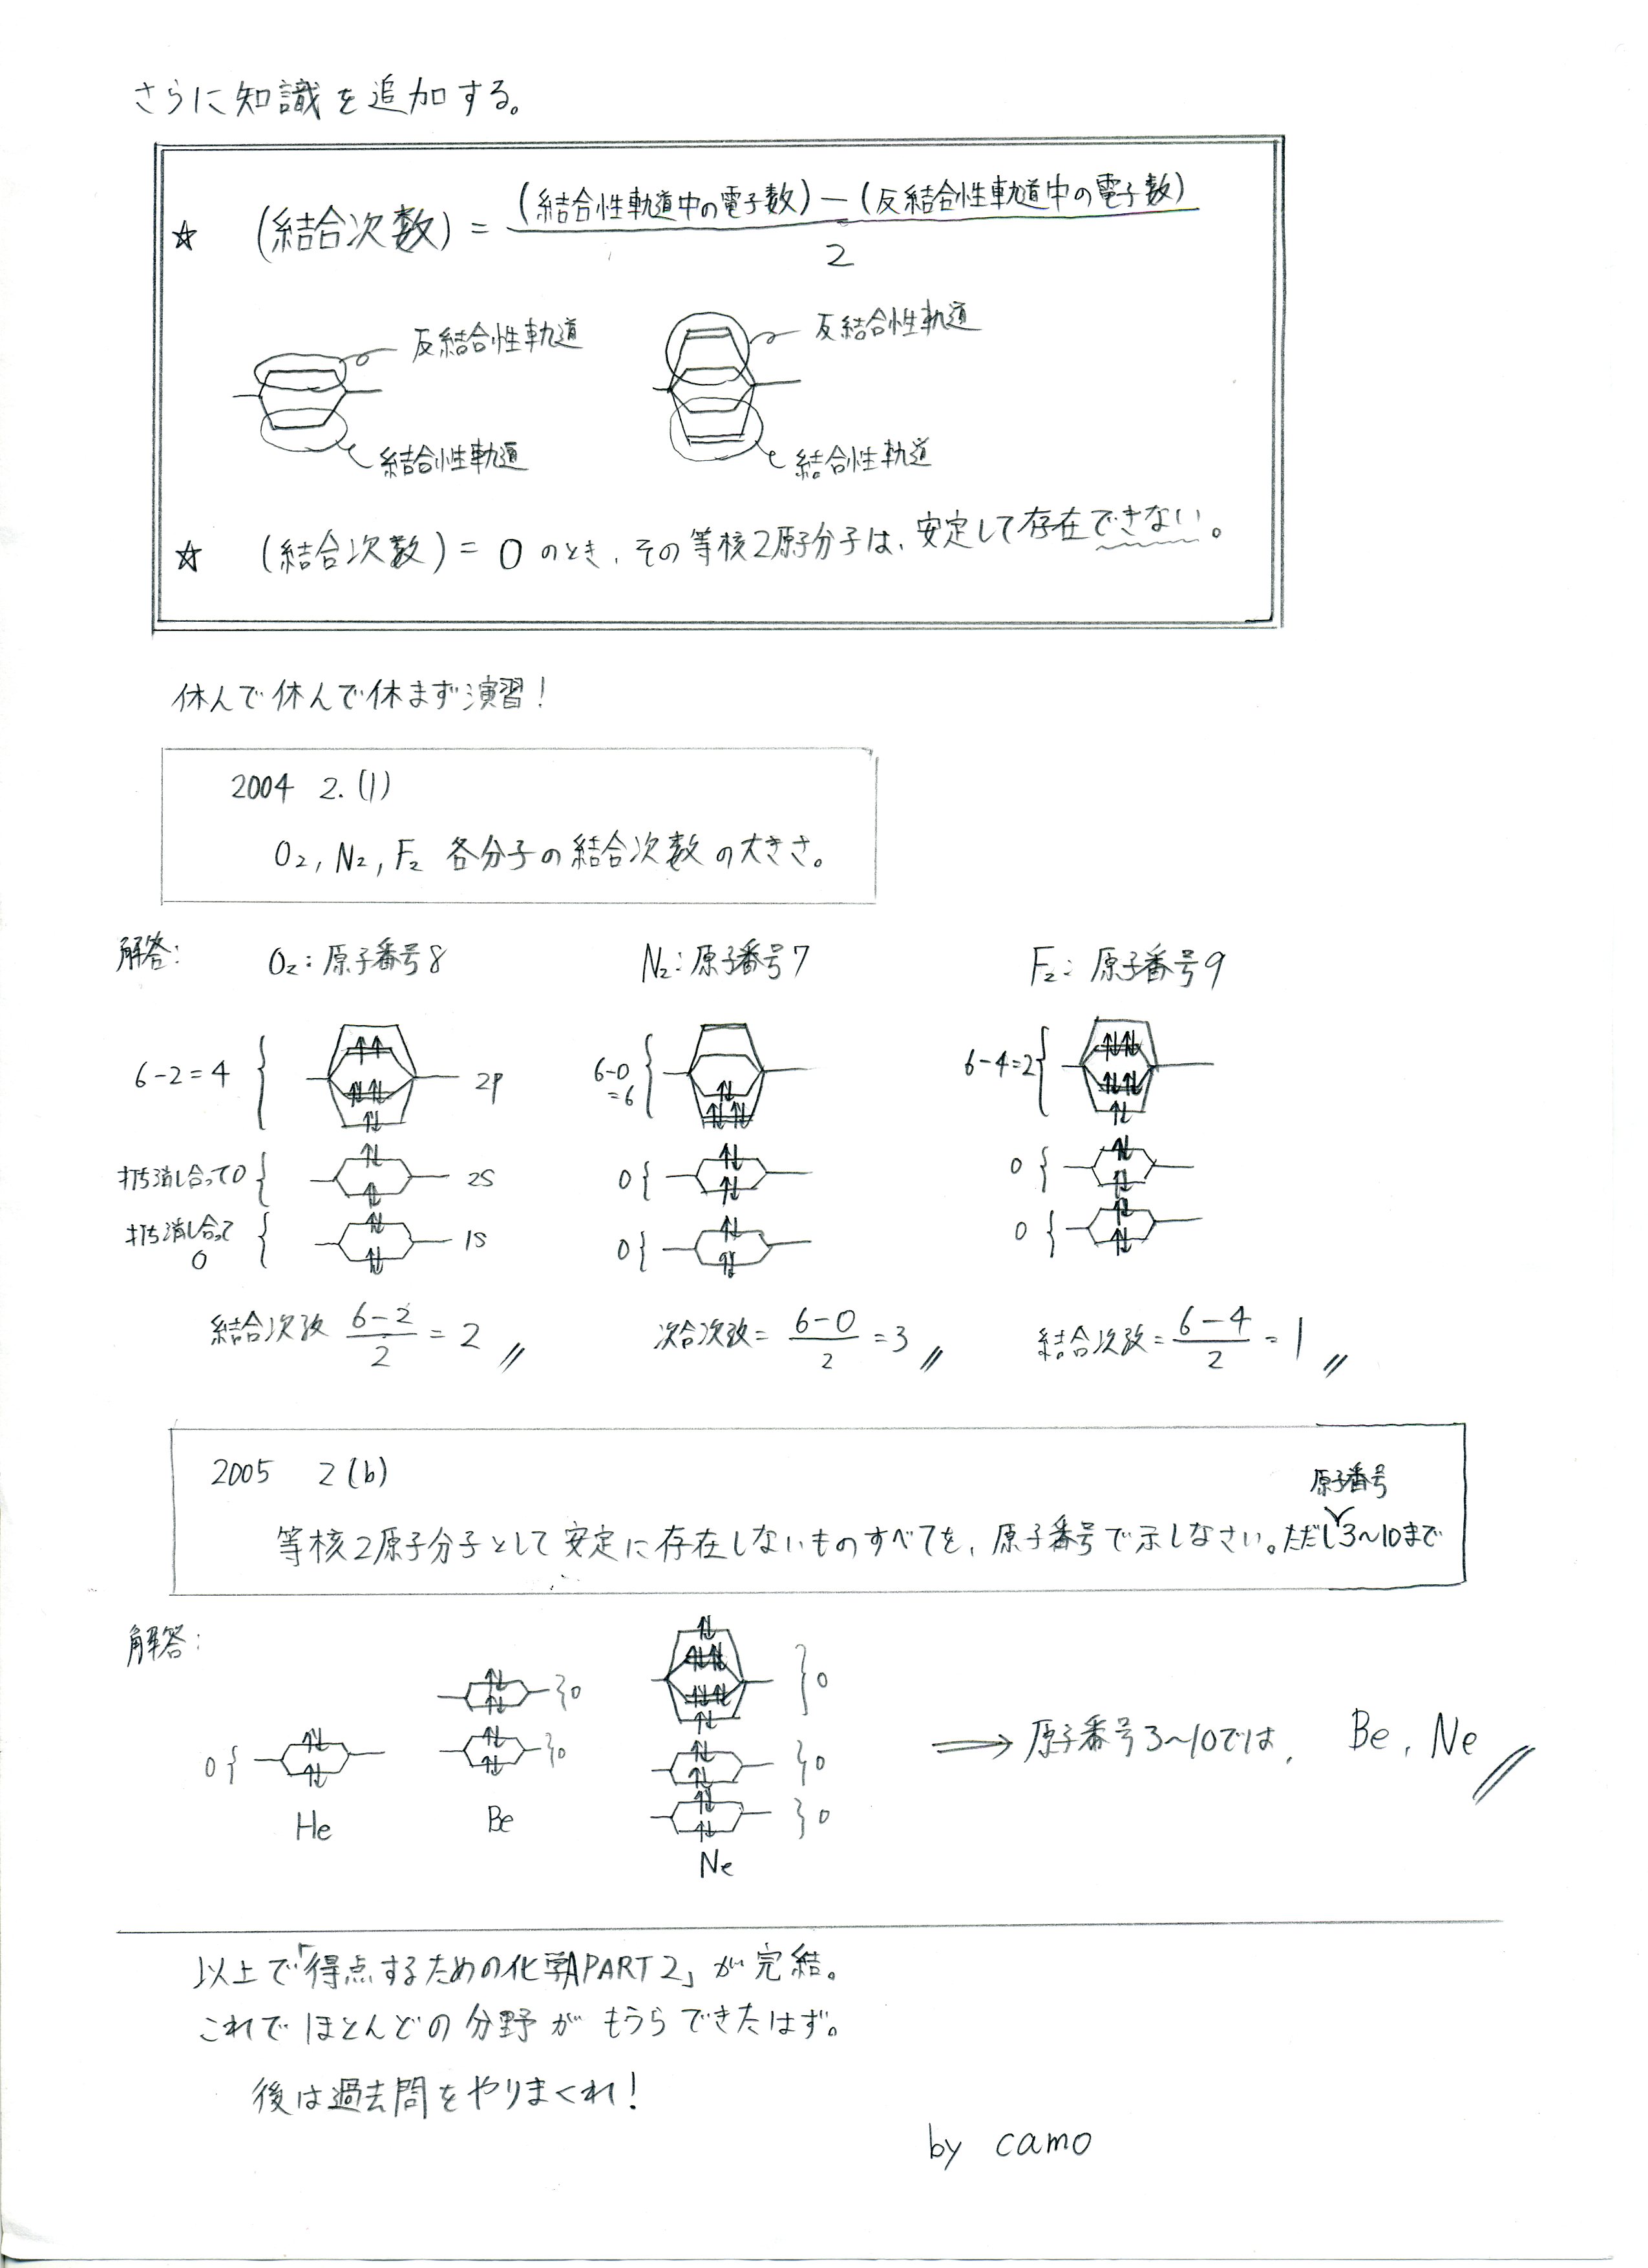 さらに知識を追加する。
☆ (結合次数) = (結合性軌道中の電子数) − (反結合性軌道中の電子数)
2
反結合性軌道
反結合性軌道
結合性軌道
結合性軌道
☆ (結合次数) = 0 のとき、その等核2原子分子は、安定して存在できない。
休んで休んで休まず演習!
2004 2.(1)
O₂, N₂, F₂ 各分子の結合次数の大きさ。
解答: O₂:原子番号8 N₂:原子番号7 F₂:原子番号9
6−2=4 { 2p
6−0=6 {
6−4=2 {
打ち消し合って0 { 2s
0 {
0 {
打ち消し合って0 { 1s
0 {
0 {
結合次数 6−2/2 = 2
次合次数 = 6−0/2 = 3
結合次数 = 6−4/2 = 1
2005 2(b)
原子番号
等核2原子分子として安定に存在しないものすべてを、原子番号で示しなさい。ただし3~10まで
解答:
0 { He
}0 }0 Be
}0 }0 }0 Ne
⇒ 原子番号3~10では、 Be, Ne
以上で「得点するための化学APART2」が完結。
これでほとんどの分野がもうらできたはず。
後は過去問をやりまくれ!
by camo